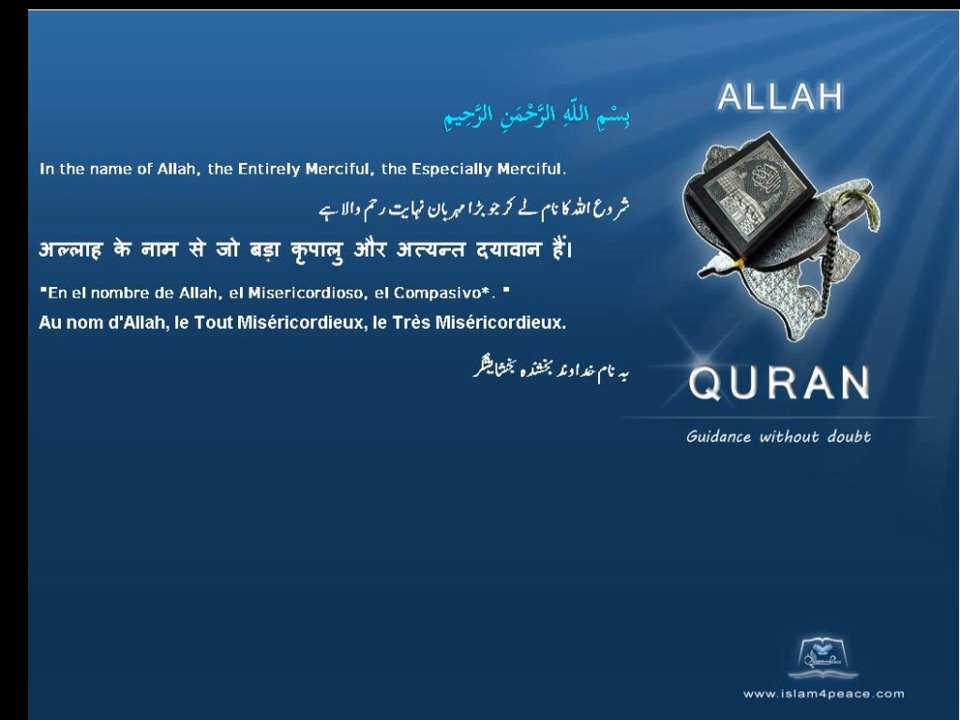 بِسْمِ اللّهِ الرَّحْمَنِ الرَّحِيمِ
In the name of Allah, the Entirely Merciful, the Especially Merciful.
شروع اللہ کا نام لے کر جو بڑا مہربان نہایت رحم والا ہے
अल्लाह के नाम से जो बड़ा कृपालु और अत्यन्त दयावान हैं।
"En el nombre de Allah, el Misericordioso, el Compasivo*. "
Au nom d'Allah, le Tout Miséricordieux, le Très Miséricordieux.
به نام خداوند بخشنده بخشایشگر
ALLAH
QURAN
Guidance without doubt
www.islam4peace.com